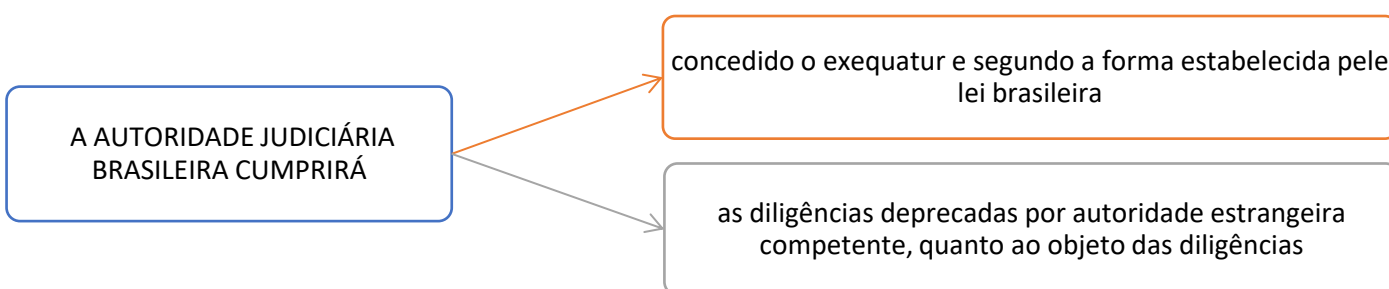 A AUTORIDADE JUDICIÁRIA
BRASILEIRA CUMPRIRÁ
concedido o exequatur e segundo a forma estabelecida pele
lei brasileira
as diligências deprecadas por autoridade estrangeira
competente, quanto ao objeto das diligências